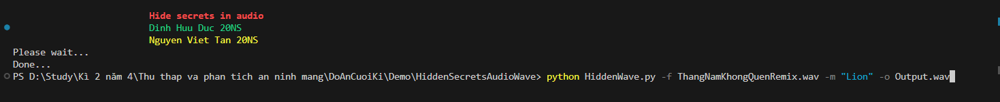 Hide secrets in audio
Dinh Huu Duc 20NS
Nguyen Viet Tan 20NS
Please wait...
Done...
PS D:\Study\Kì 2 năm 4\Thu thap va phan tich an ninh mang\DoAnCuoiKi\Demo\HiddenSecretsAudioWave> python HiddenWave.py -f ThangNamKhongQuenRemix.wav -m "Lion" -o Output.wav